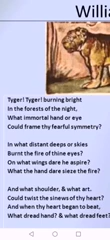 Willi
Tyger! Tyger! burning bright
In the forests of the night,
What immortal hand or eye
Could frame thy fearful symmetry?
In what distant deeps or skies
Burnt the fire of thine eyes?
On what wings dare he aspire?
What the hand dare sieze the fire?
And what shoulder, & what art.
Could twist the sinews of thy heart?
And when thy heart began to beat,
What dread hand? & what dread feet?